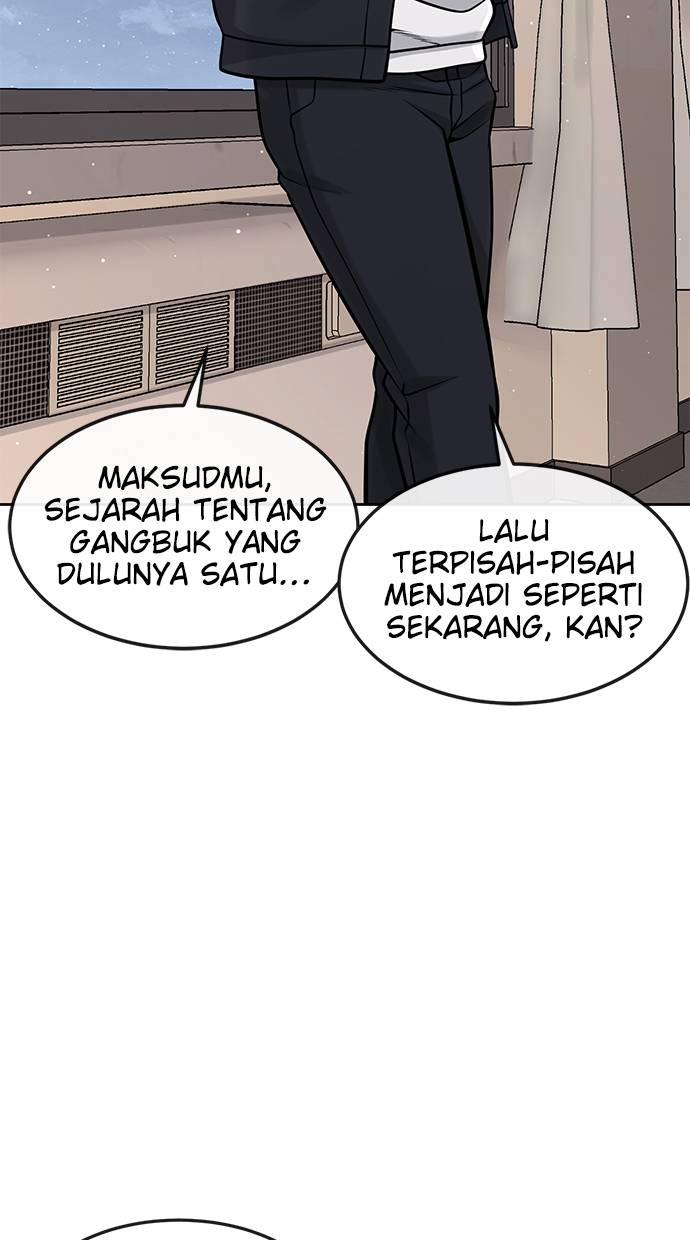 MAKSUDMU,
SEJARAH TENTANG
GANGBUK YANG
DULUNYA SATU...
LALU
TERPISAH-PISAH
MENJADI SEPERTI
SEKARANG, KAN?